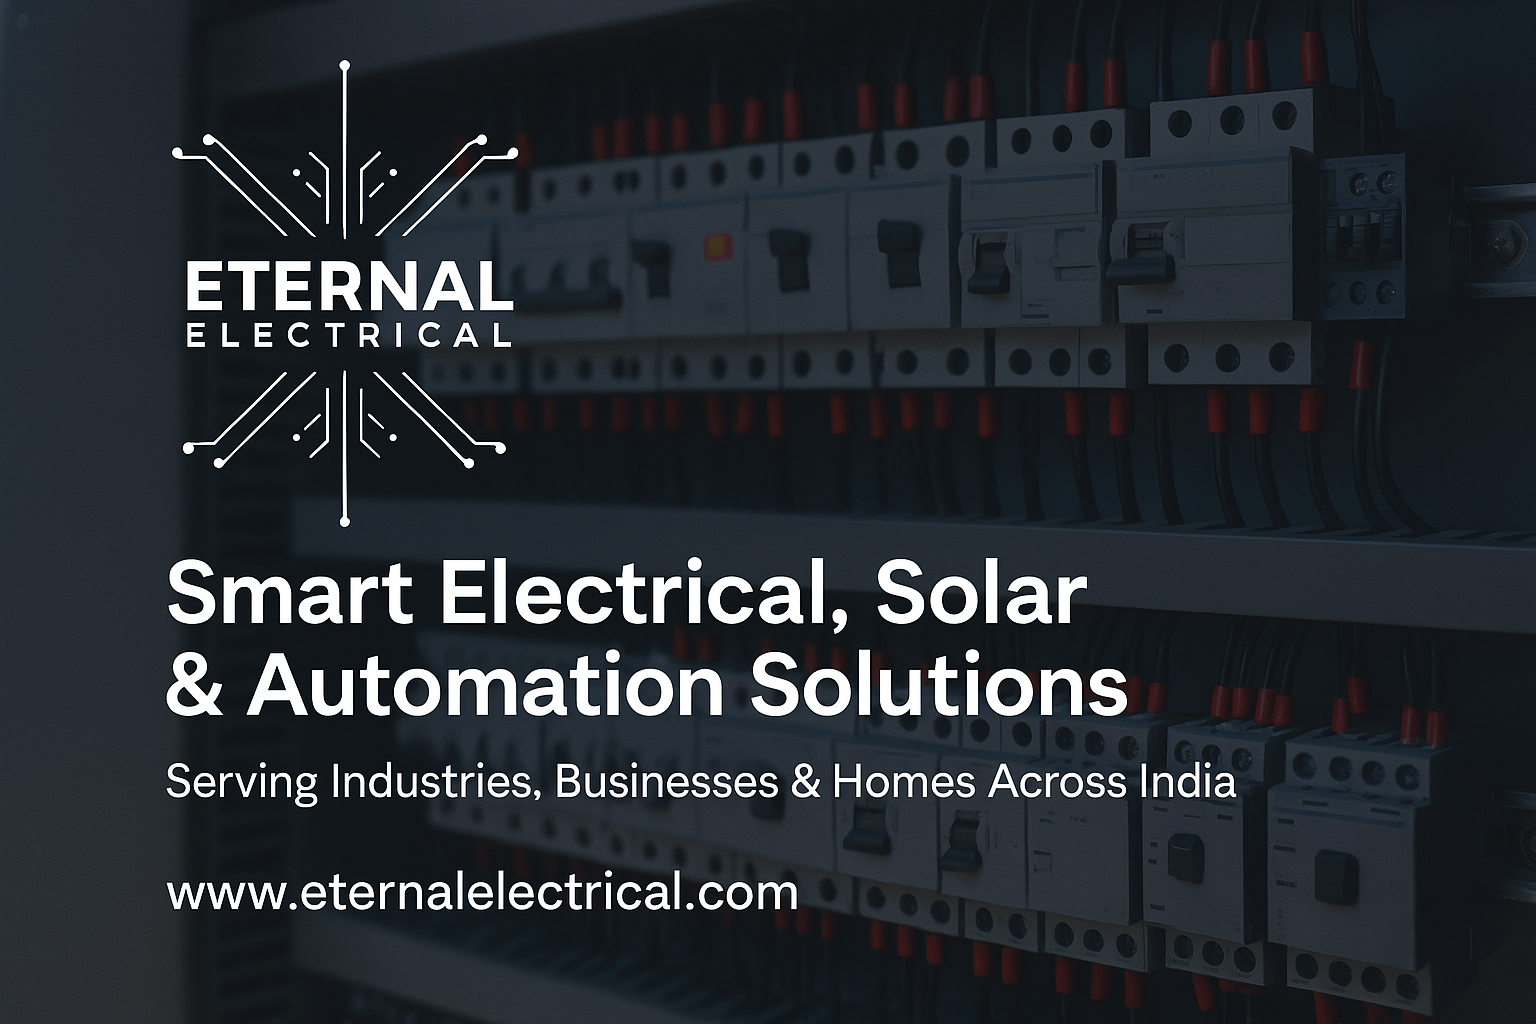 ETERNAL
ELECTRICAL
Smart Electrical, Solar
& Automation Solutions
Serving Industries, Businesses & Homes Across India
www.eternalelectrical.com